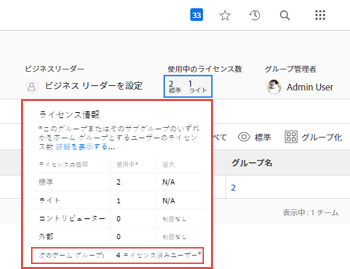 33
ビジネスリーダー
使用中のライセンス数
グループ管理者
ビジネス リーダーを設定
2 1
標準 ライト
Admin User
ライセンス情報
*このグループまたはそのサブグループのいずれ
かをホーム グループとするユーザーのライセン
ス数 詳細を表示する...
べて 標準 グループ化
ライセンスの種類 使用中* 最大
グループ名
標準 2 N/A
2
ライト 1 N/A
コントリビューター 0 制限なし
表示中: 1 チーム
外部 0 制限なし
次のホーム グループ: 4 ライセンス済みユーザー*